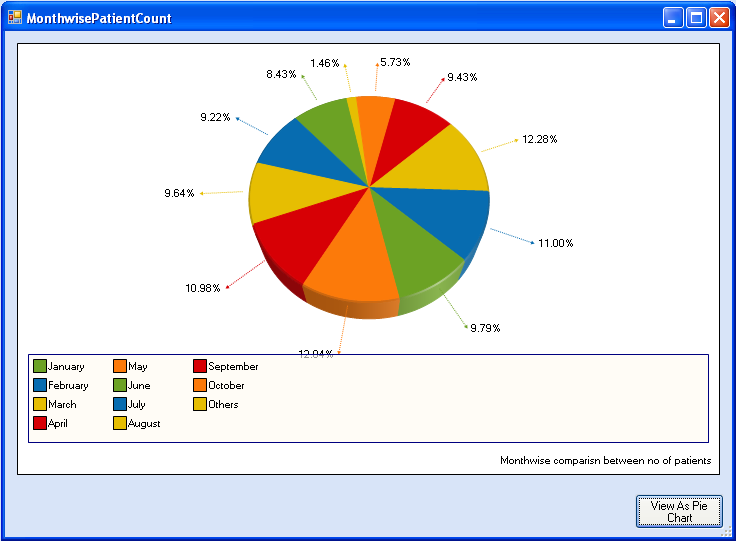 MonthwisePatientCount
1.46%
5.73%
8.43%
9.43%
9.22%
12.28%
9.64%
11.00%
10.98%
9.79%
12.04%
January
May
September
February
June
October
March
July
Others
April
August
Monthwise comparisn between no of patients
View As Pie
Chart